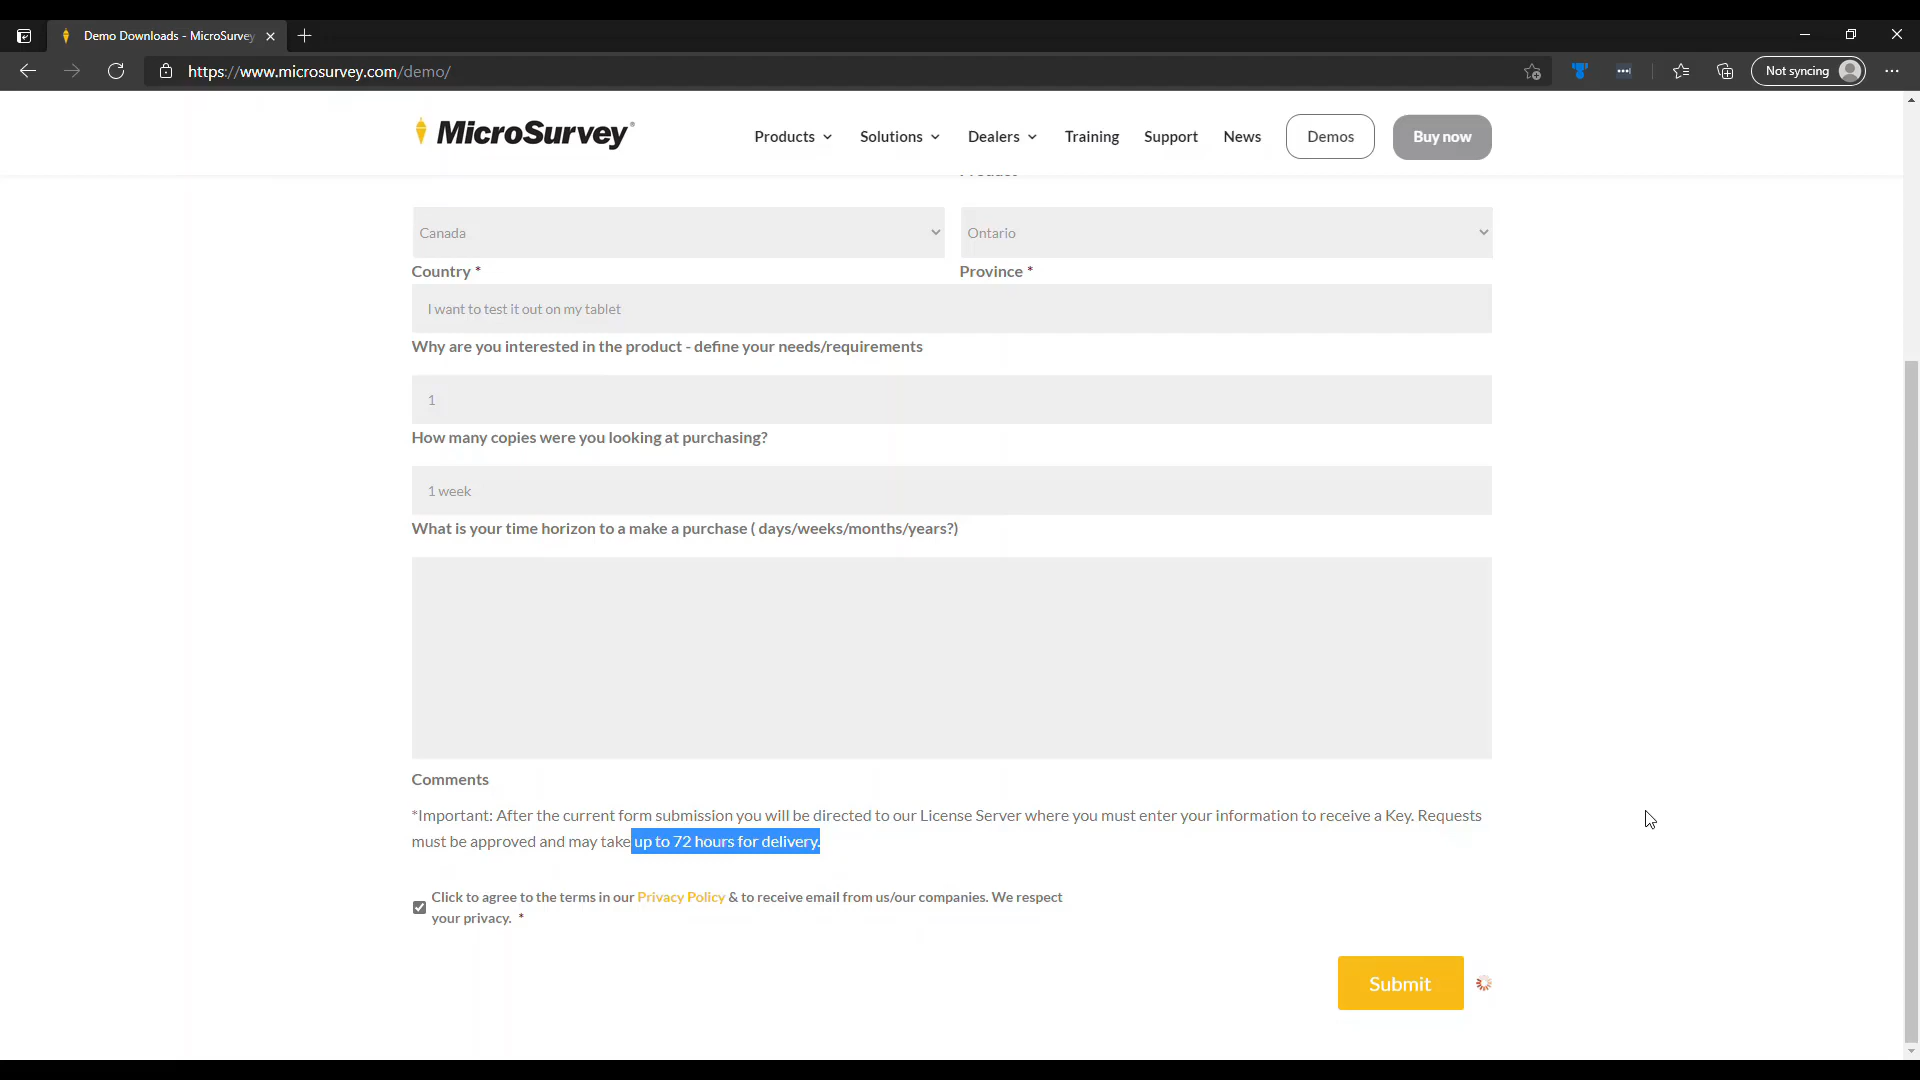 Demo Downloads - MicroSurvey
https://www.microsurvey.com/demo/
Not syncing
MicroSurvey®
Products
Solutions
Dealers
Training
Support
News
Demos
Buy now
Canada
Ontario
Country *
Province *
I want to test it out on my tablet
Why are you interested in the product - define your needs/requirements
1
How many copies were you looking at purchasing?
1 week
What is your time horizon to a make a purchase ( days/weeks/months/years?)
Comments
*Important: After the current form submission you will be directed to our License Server where you must enter your information to receive a Key. Requests
must be approved and may take up to 72 hours for delivery.
Click to agree to the terms in our Privacy Policy & to receive email from us/our companies. We respect
your privacy. *
Submit